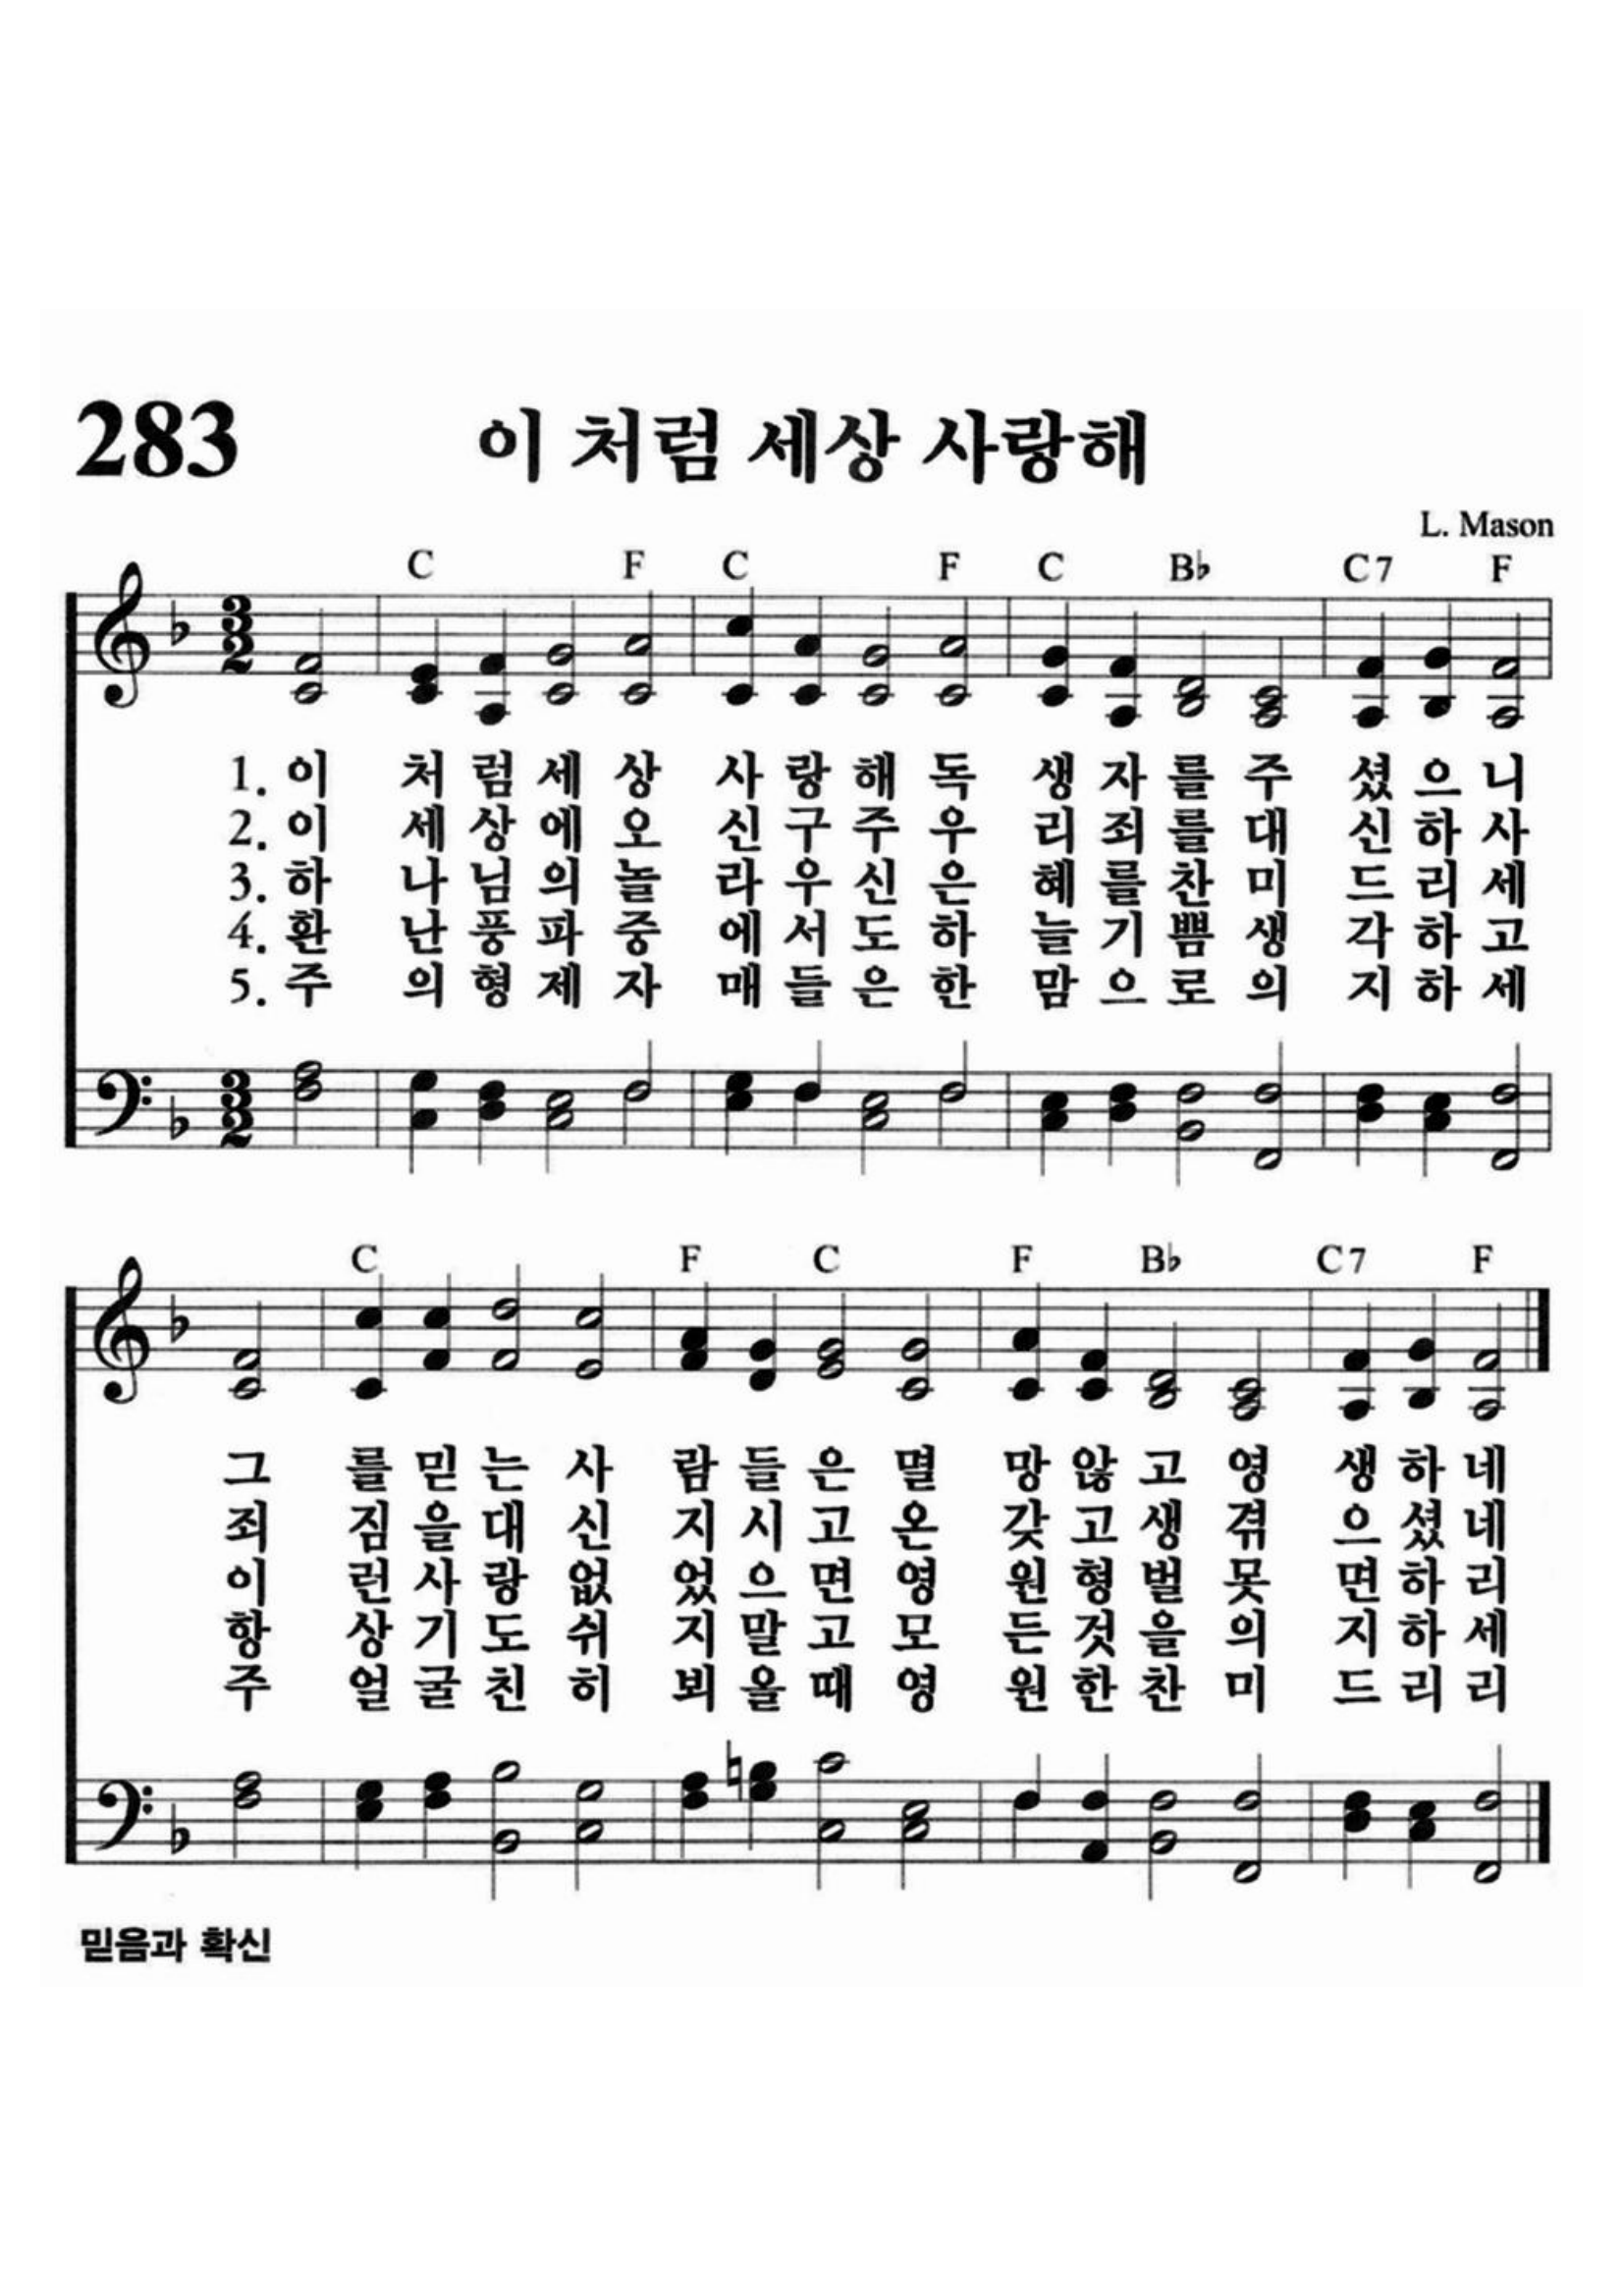 283 이 처럼 세상 사랑해
L. Mason
C F C F C B♭ C7 F
1. 이 처 럼 세 상 사 랑 해 독 생 자 를 주 셨 으 니
2. 이 세 상 에 오 신 구 주 우 리 죄 를 대 신 하 사
3. 하 나 님 의 놀 라 우 신 은 혜 를 찬 미 드 리 세
4. 환 난 풍 파 중 에 서 도 하 늘 기 쁨 생 각 하 고
5. 주 의 형 제 자 매 들 은 한 맘 으 로 의 지 하 세
C F C F B♭ C7 F
그 를 믿 는 사 람 들 은 멸 망 않 고 영 생 하 네
죄 짐 을 대 신 지 시 고 온 갖 고 생 겪 으 셨 네
이 런 사 랑 없 었 으 면 영 원 형 벌 못 면 하 리
항 상 기 도 쉬 지 말 고 모 든 것 을 의 지 하 세
주 얼 굴 친 히 뵈 올 때 영 원 한 찬 미 드 리 리
믿음과 확신